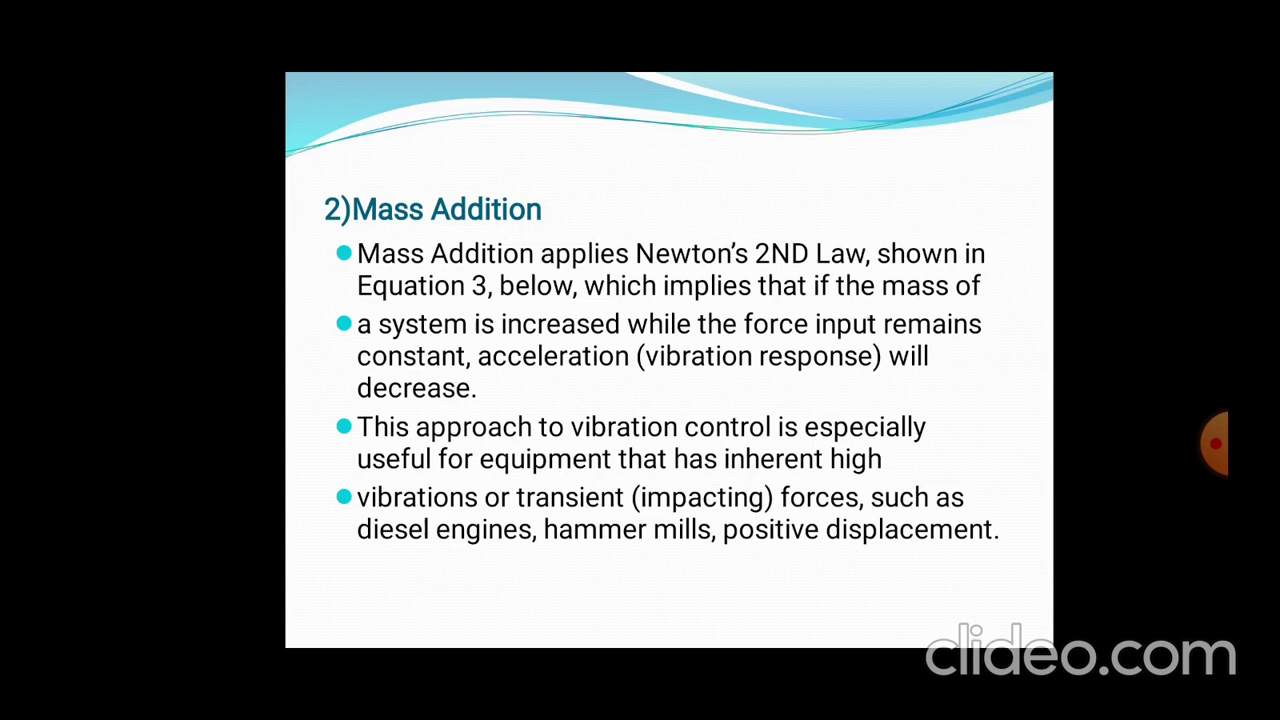 2)Mass Addition
Mass Addition applies Newton’s 2ND Law, shown in
Equation 3, below, which implies that if the mass of
a system is increased while the force input remains
constant, acceleration (vibration response) will
decrease.
This approach to vibration control is especially
useful for equipment that has inherent high
vibrations or transient (impacting) forces, such as
diesel engines, hammer mills, positive displacement.
clideo.com